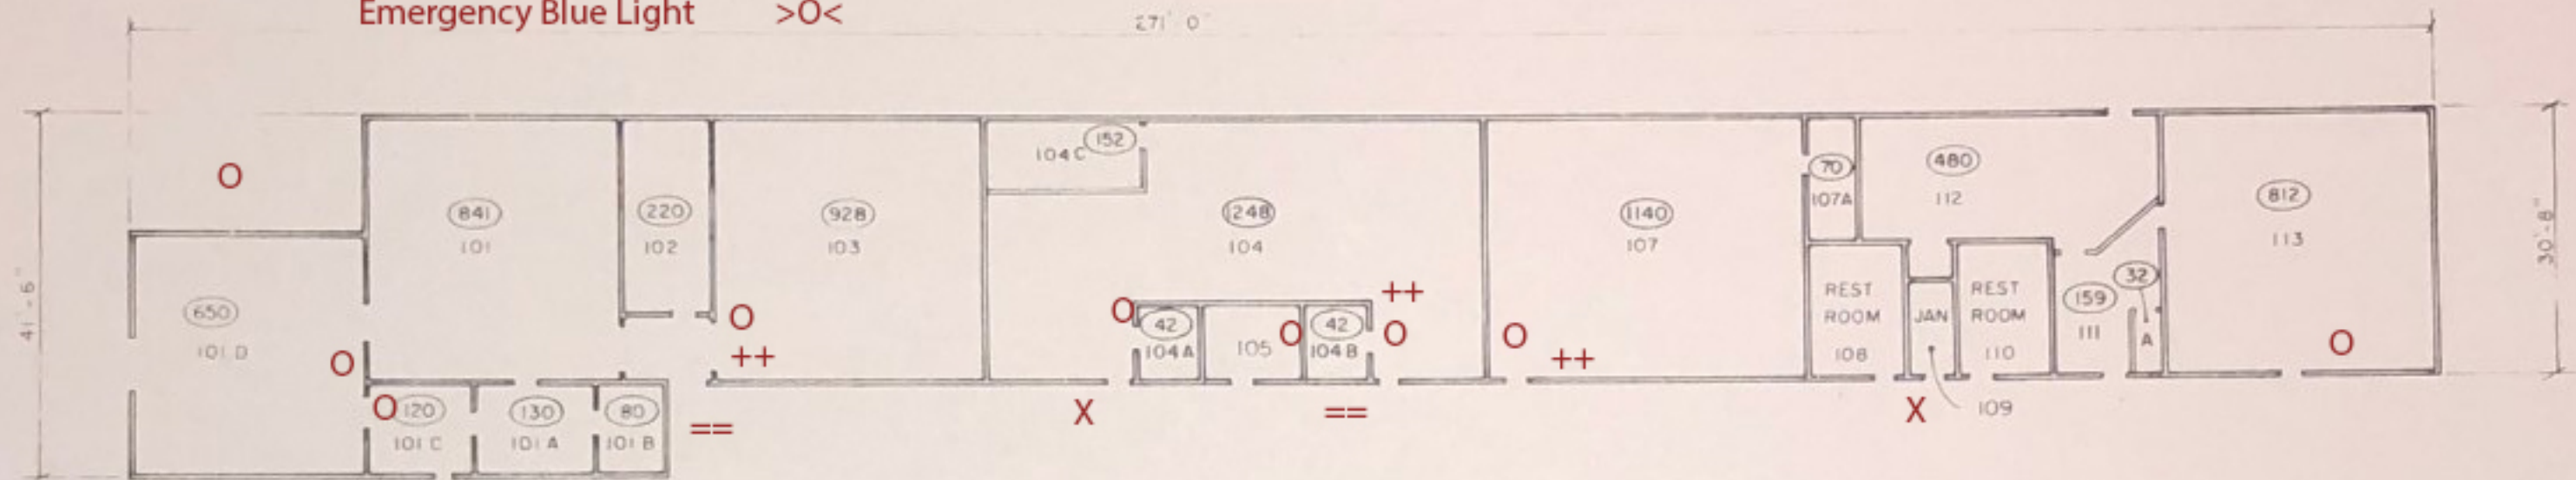 Emergency Blue Light >O<
271' 0"
41'-6"
30'-8"
O
650
101 D
O
841
101
220
102
O
++
928
103
O 120
101 C
130
101 A
80
101 B
==
152
104C
1248
104
O
42
104A
105
O
42
104B
++
O
X
==
1140
107
O
++
70
107A
480
112
REST
ROOM
108
JAN
REST
ROOM
110
159
111
32
A
X
109
812
113
O